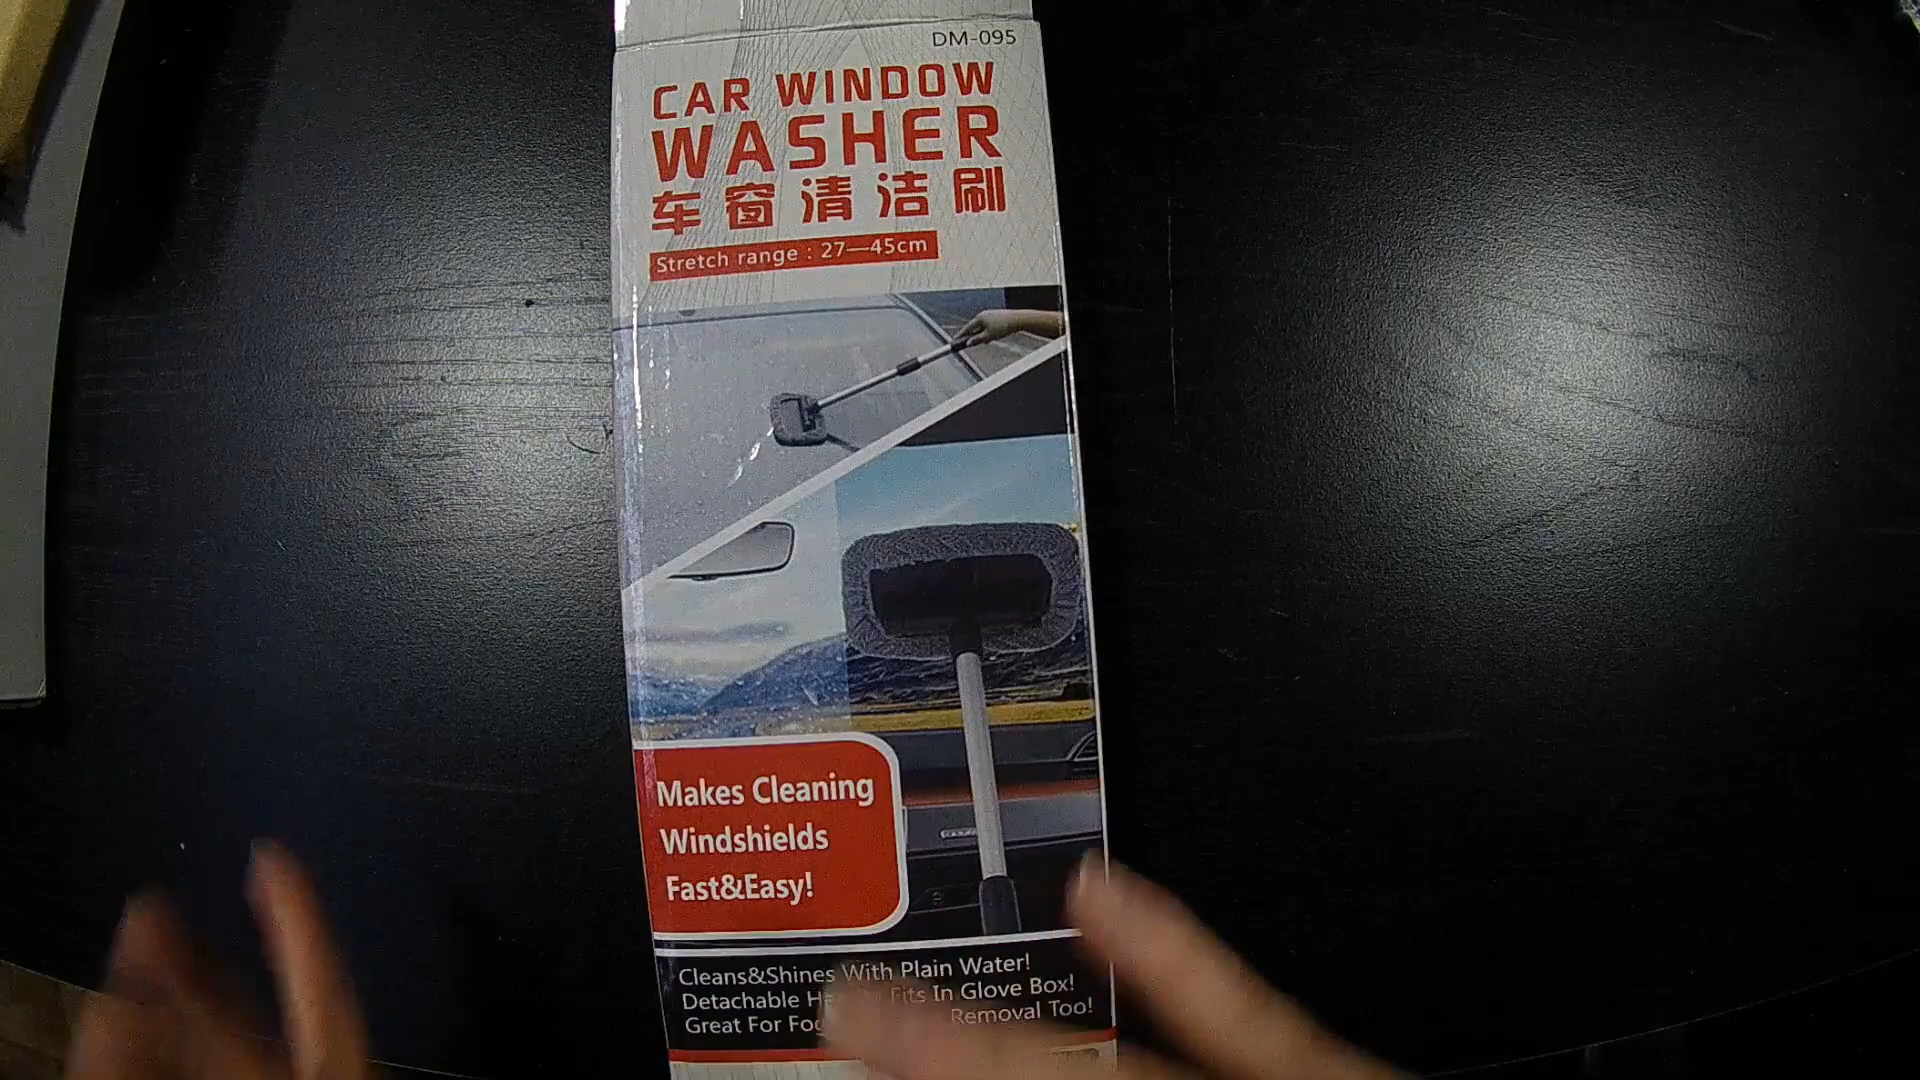 DM-095
CAR WINDOW
WASHER
车窗清洁刷
Stretch range : 27—45cm
Makes Cleaning
Windshields
Fast&Easy!
Cleans&Shines With Plain Water!
Detachable Fits In Glove Box!
Great For Removal Too!